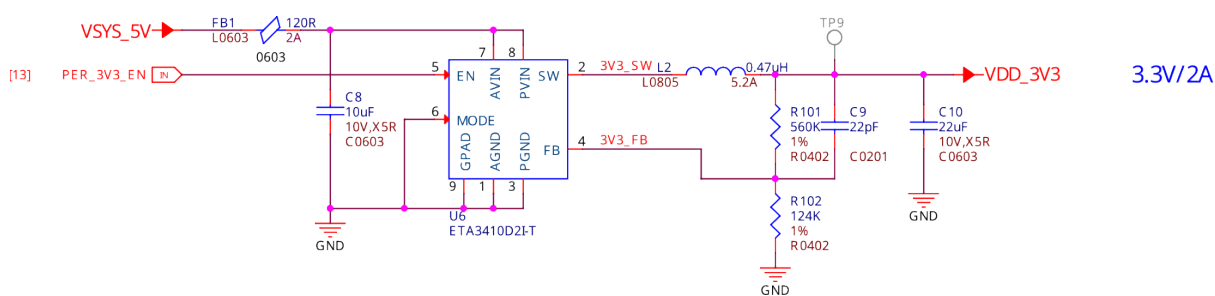 TP9
VSYS_5V
FB1
120R
L0603
2A
0603
7
8
[13]
PER_3V3_EN
IN
5
EN
AVIN
PVIN
SW
2
3V3_SW
L2
0.47uH
L0805
5.2A
VDD_3V3
3.3V/2A
C8
10uF
10V,X5R
C0603
6
MODE
GPAD
AGND
PGND
FB
4
3V3_FB
R101
560K
1%
R0402
C9
22pF
C0201
C10
22uF
10V,X5R
C0603
9
1
3
U6
ETA3410D2I-T
R102
124K
1%
R0402
GND
GND
GND